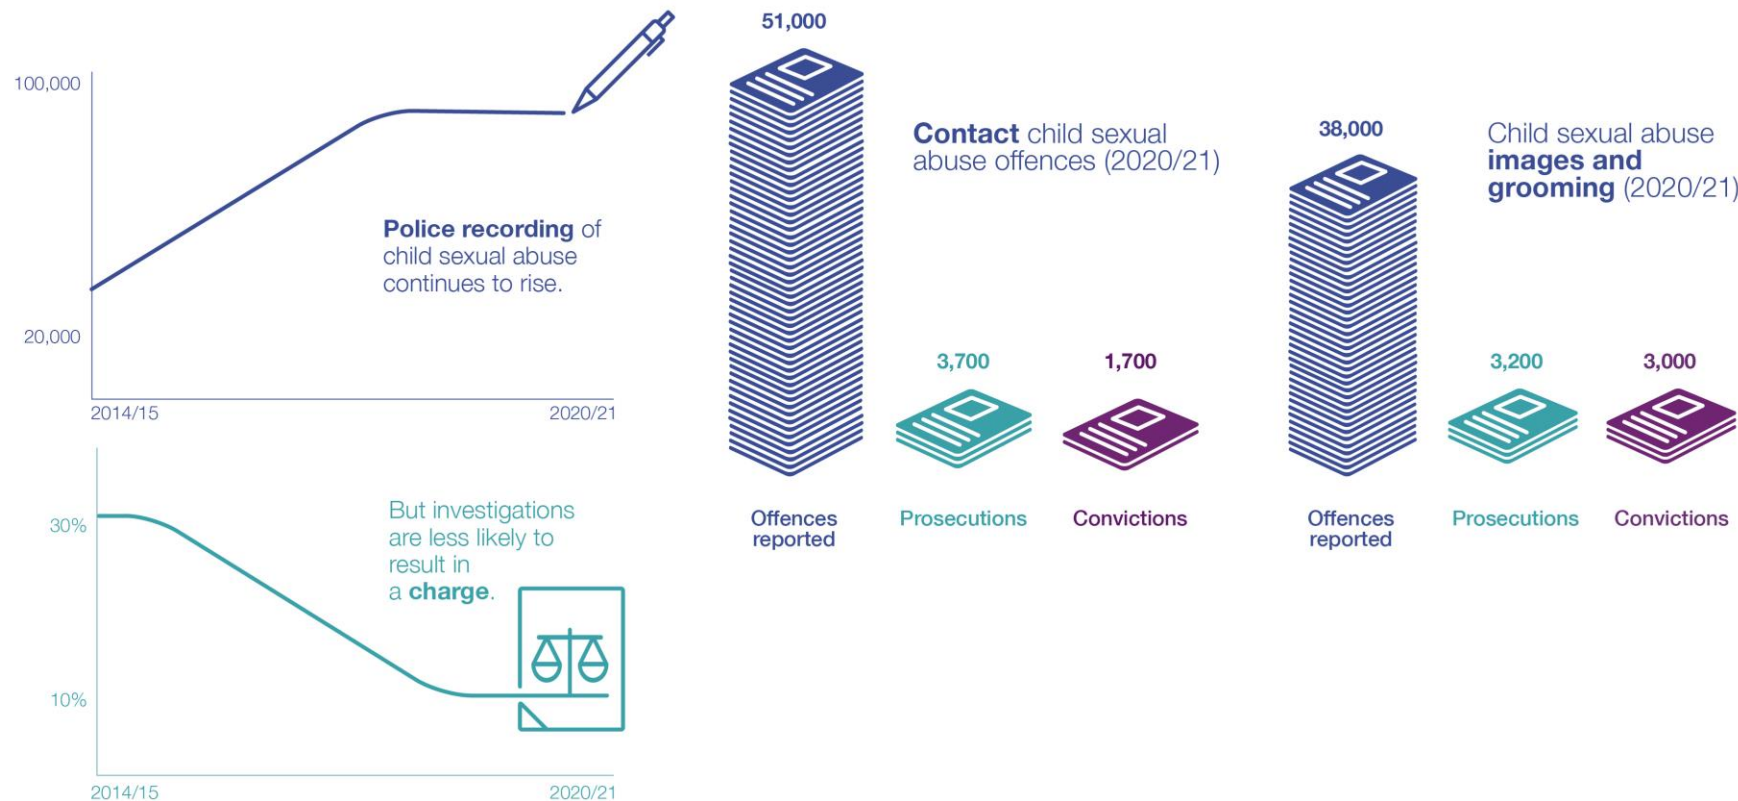 100,000
20,000
2014/15
2020/21
Police recording of
child sexual abuse
continues to rise.
30%
10%
2014/15
2020/21
But investigations
are less likely to
result in
a charge.
51,000
Contact child sexual
abuse offences (2020/21)
3,700
1,700
Offences
reported
Prosecutions
Convictions
38,000
Child sexual abuse
images and
grooming (2020/21)
3,200
3,000
Offences
reported
Prosecutions
Convictions